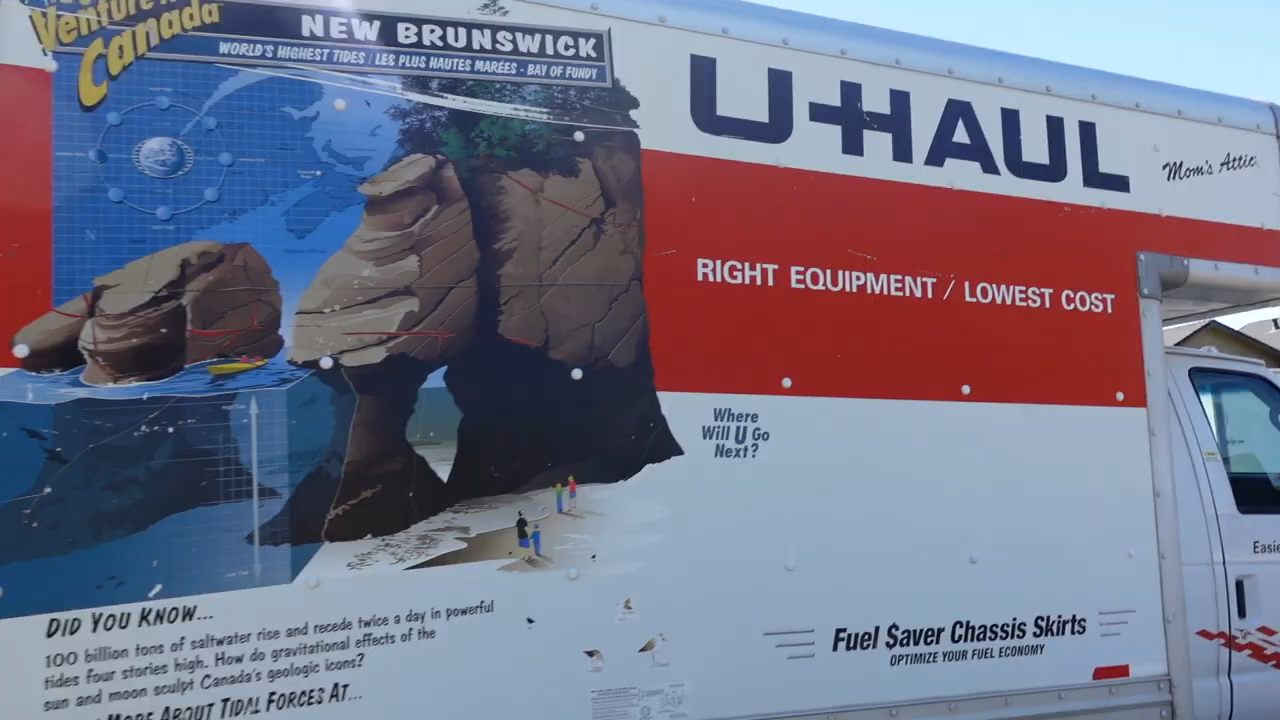 Venture
Canada
NEW BRUNSWICK
WORLD'S HIGHEST TIDES / LES PLUS HAUTES MARÉES - BAY OF FUNDY
U-HAUL
Mom's Attic
RIGHT EQUIPMENT / LOWEST COST
Where
Will U Go
Next?
Easie
Fuel $aver Chassis Skirts
OPTIMIZE YOUR FUEL ECONOMY
DID YOU KNOW...
100 billion tons of saltwater rise and recede twice a day in powerful
tides four stories high. How do gravitational effects of the
sun and moon sculpt Canada's geologic icons?
MORE ABOUT TIDAL FORCES AT...